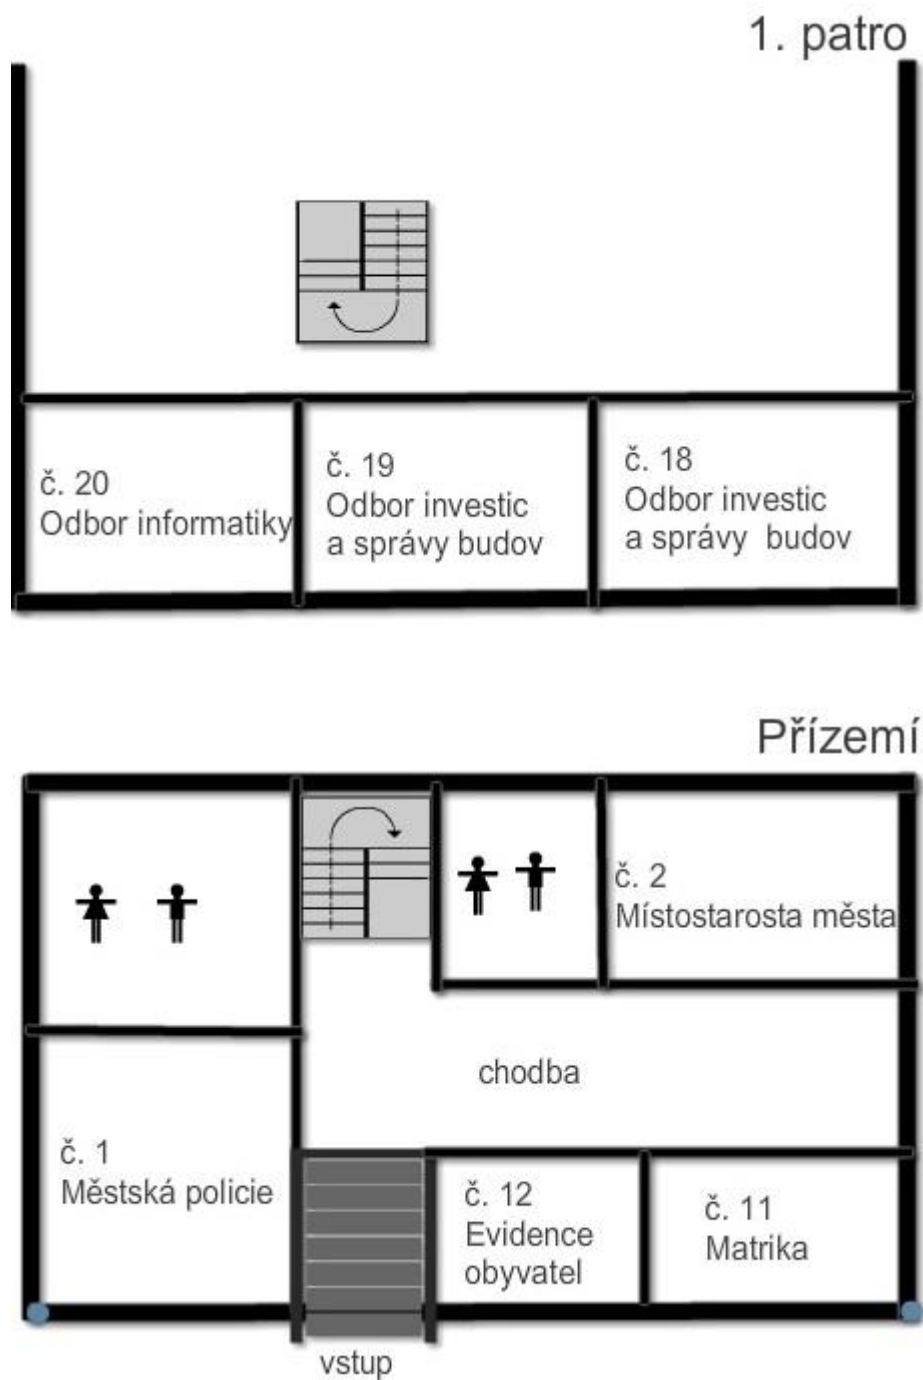 1. patro
č. 20
Odbor informatiky
č. 19
Odbor investic
a správy budov
č. 18
Odbor investic
a správy budov
Přízemí
č. 2
Místostarosta města
chodba
č. 1
Městská policie
č. 12
Evidence
obyvatel
č. 11
Matrika
vstup